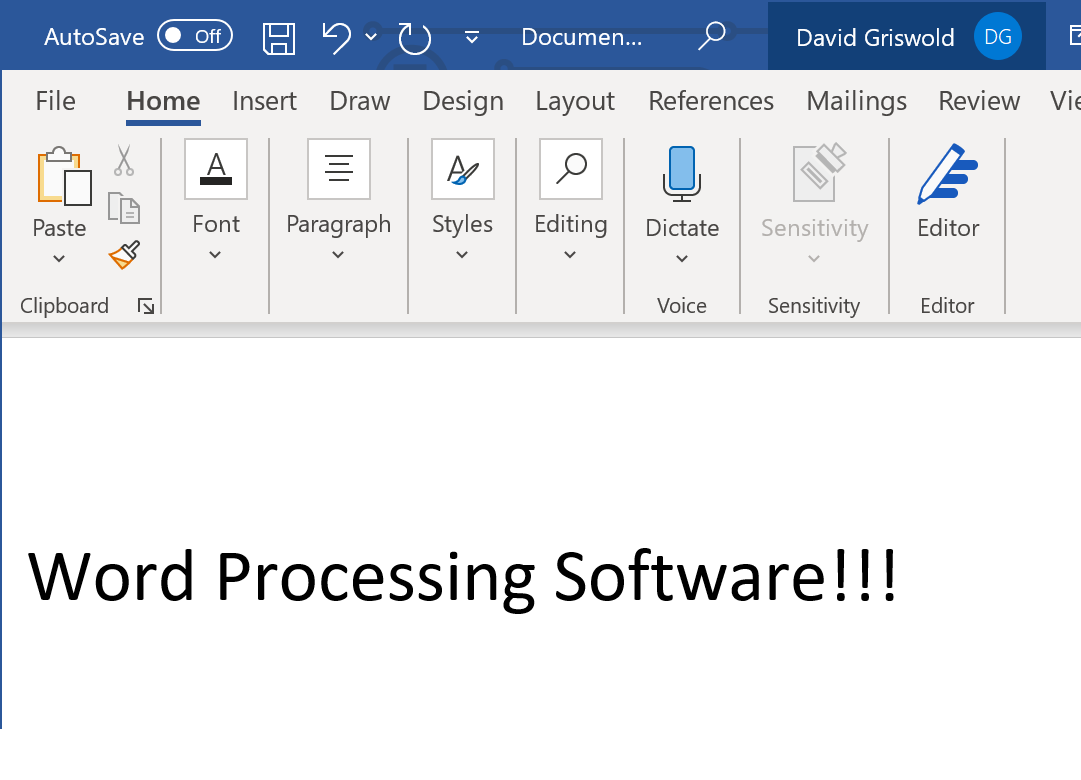 AutoSave Off Documen... David Griswold DG
File Home Insert Draw Design Layout References Mailings Review Vie
Paste Font Paragraph Styles Editing Dictate Sensitivity Editor
Clipboard Voice Sensitivity Editor
Word Processing Software!!!